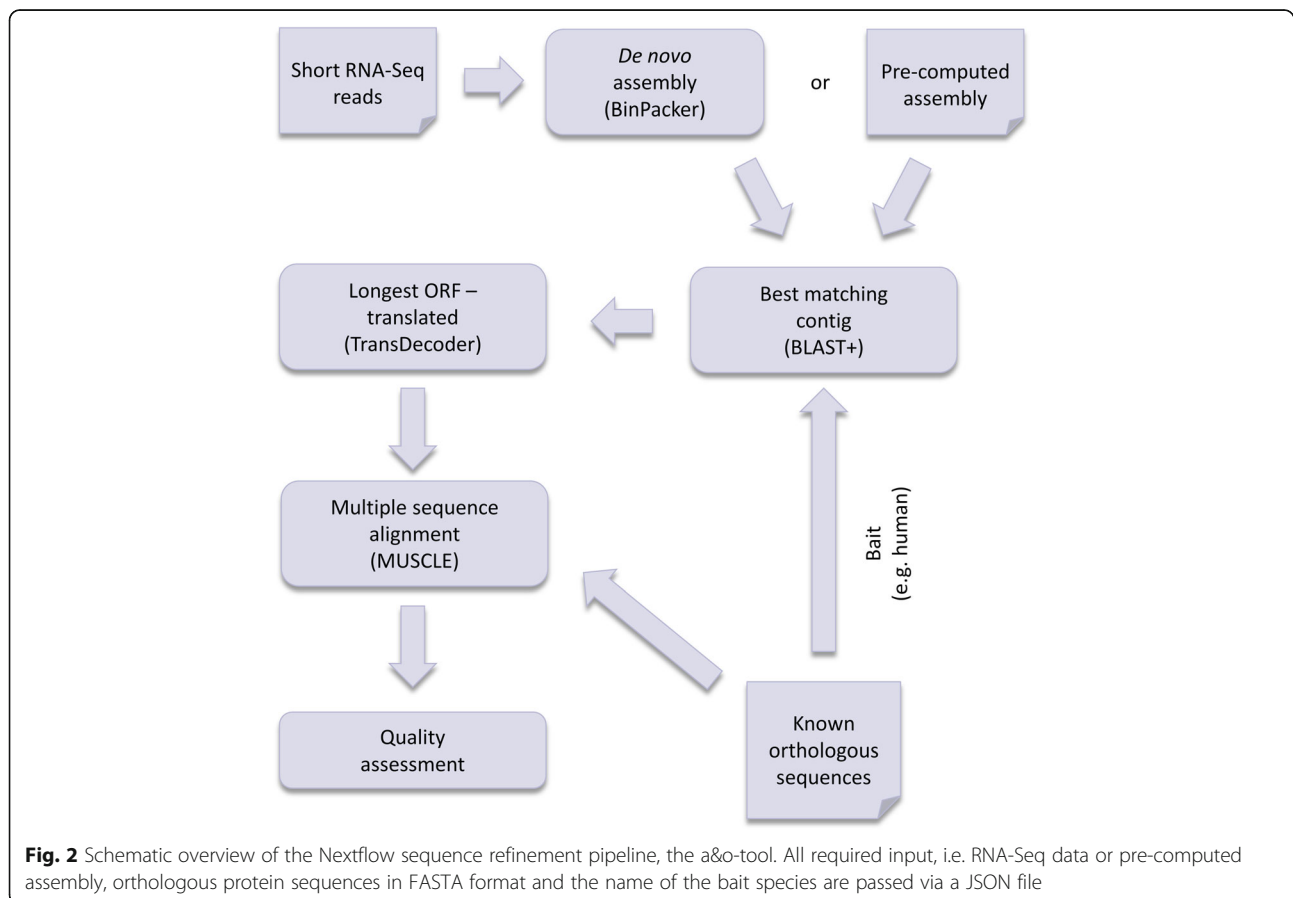 Short RNA-Seq
reads
De novo
assembly
(BinPacker)
or
Pre-computed
assembly
Longest ORF –
translated
(TransDecoder)
Best matching
contig
(BLAST+)
Multiple sequence
alignment
(MUSCLE)
Bait
(e.g. human)
Quality
assessment
Known
orthologous
sequences
Fig. 2 Schematic overview of the Nextflow sequence refinement pipeline, the a&o-tool. All required input, i.e. RNA-Seq data or pre-computed
assembly, orthologous protein sequences in FASTA format and the name of the bait species are passed via a JSON file